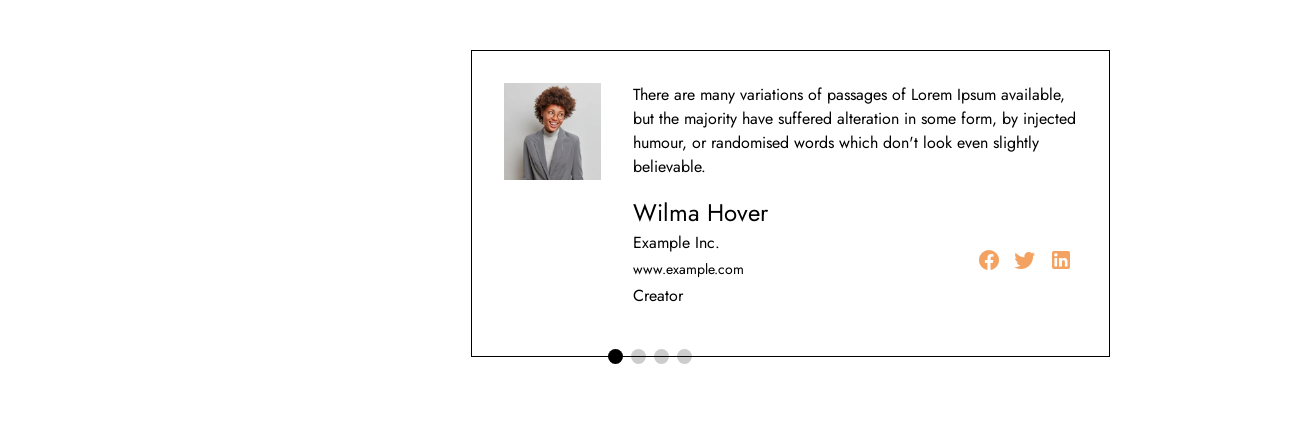 There are many variations of passages of Lorem Ipsum available,
but the majority have suffered alteration in some form, by injected
humour, or randomised words which don't look even slightly
believable.
Wilma Hover
Example Inc.
www.example.com
Creator